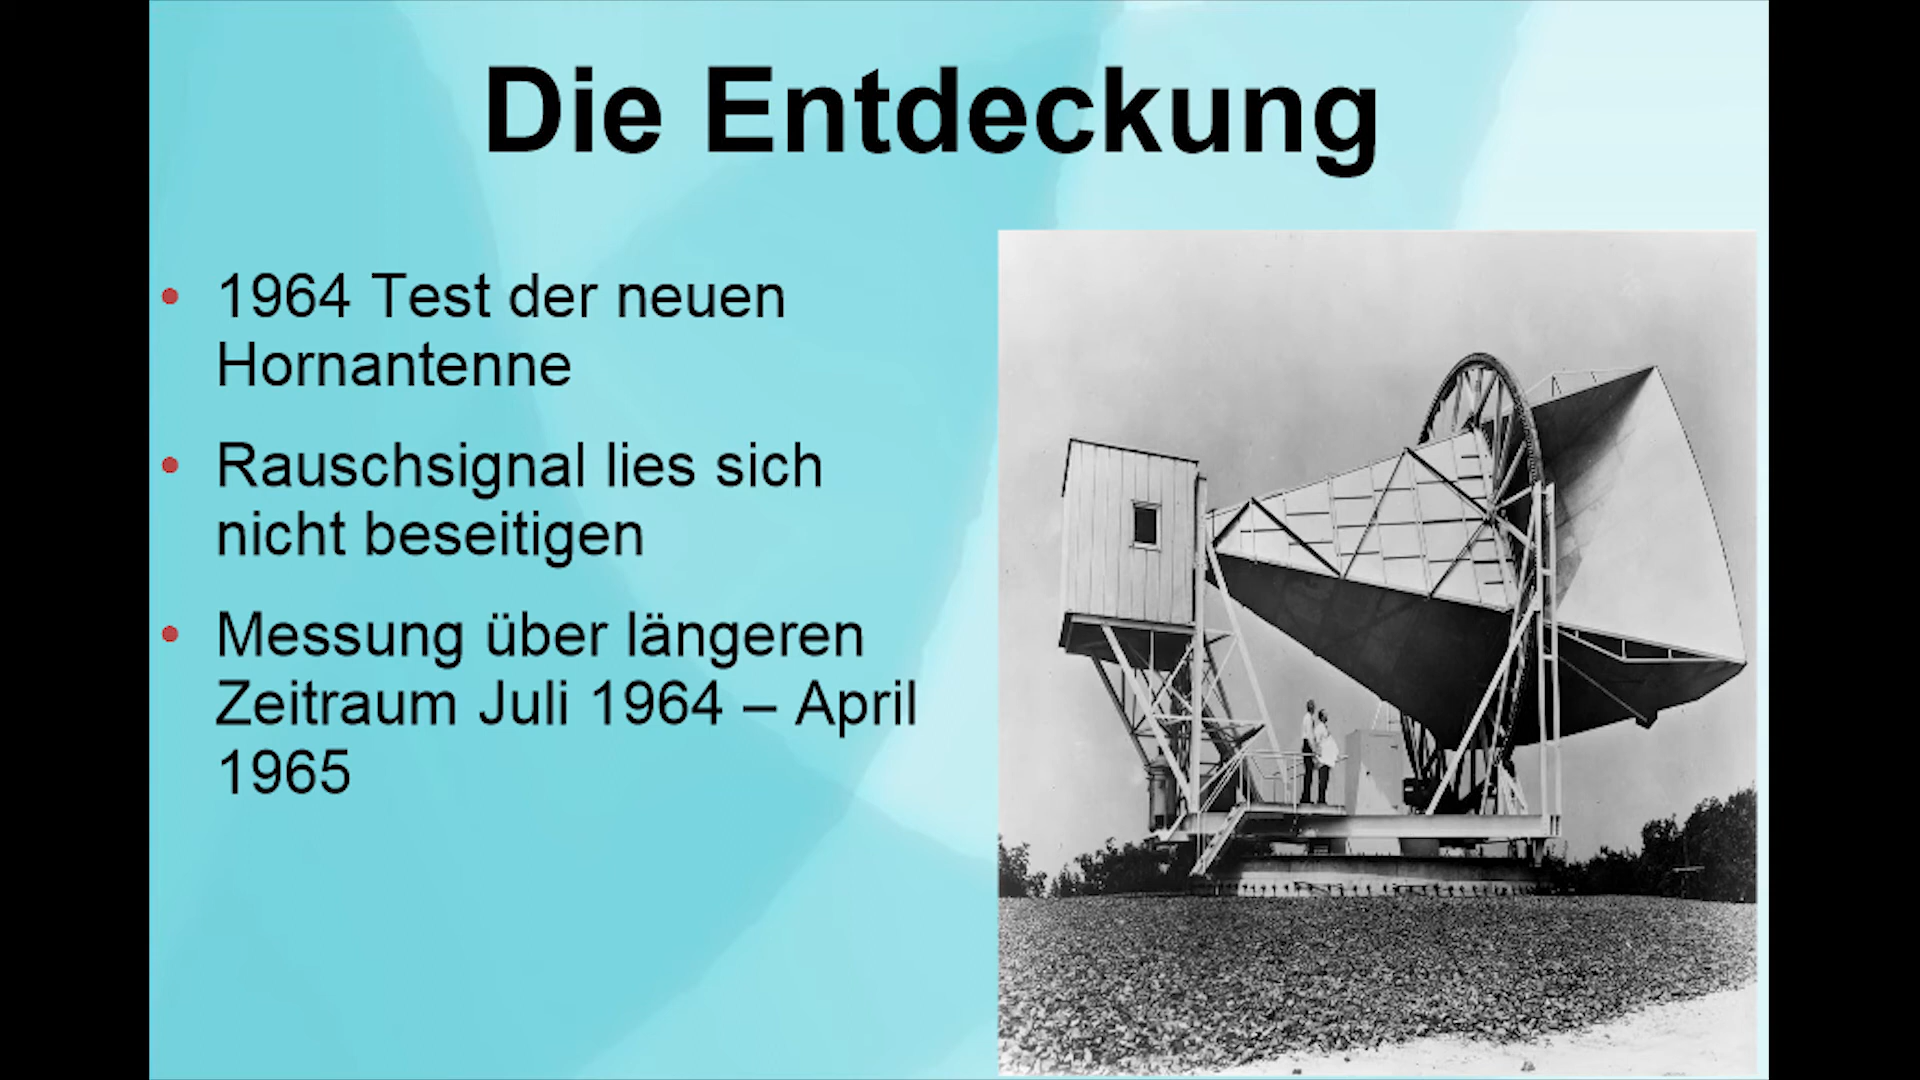 Die Entdeckung
• 1964 Test der neuen
Hornantenne
• Rauschsignal lies sich
nicht beseitigen
• Messung über längeren
Zeitraum Juli 1964 – April
1965